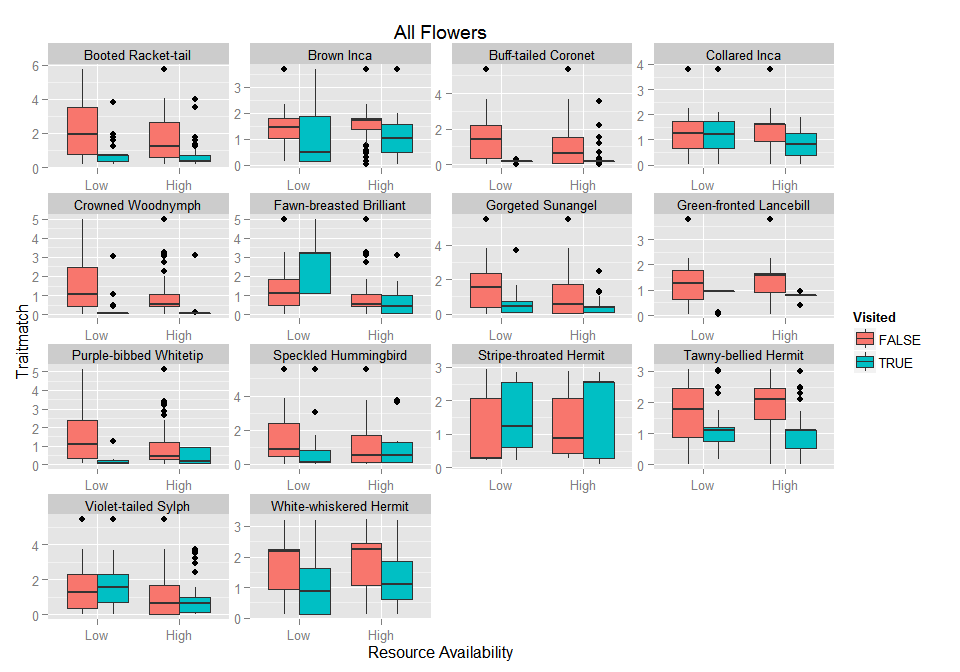 All Flowers
Booted Racket-tail Brown Inca Buff-tailed Coronet Collared Inca
6 4 2 0 3 2 1 0 4 2 0 4 3 2 1 0
Low High Low High Low High Low High
Crowned Woodnymph Fawn-breasted Brilliant Gorgeted Sunangel Green-fronted Lancebill
5 4 3 2 1 0 5 4 3 2 1 0 4 2 0 3 2 1 0
Low High Low High Low High Low High
Traitmatch
Purple-bibbed Whitetip Speckled Hummingbird Stripe-throated Hermit Tawny-bellied Hermit
5 4 3 2 1 0 4 2 0 3 2 1 0 3 2 1 0
Low High Low High Low High Low High
Violet-tailed Sylph White-whiskered Hermit
4 2 0 3 2 1 0
Low High Low High
Resource Availability
Visited
FALSE
TRUE